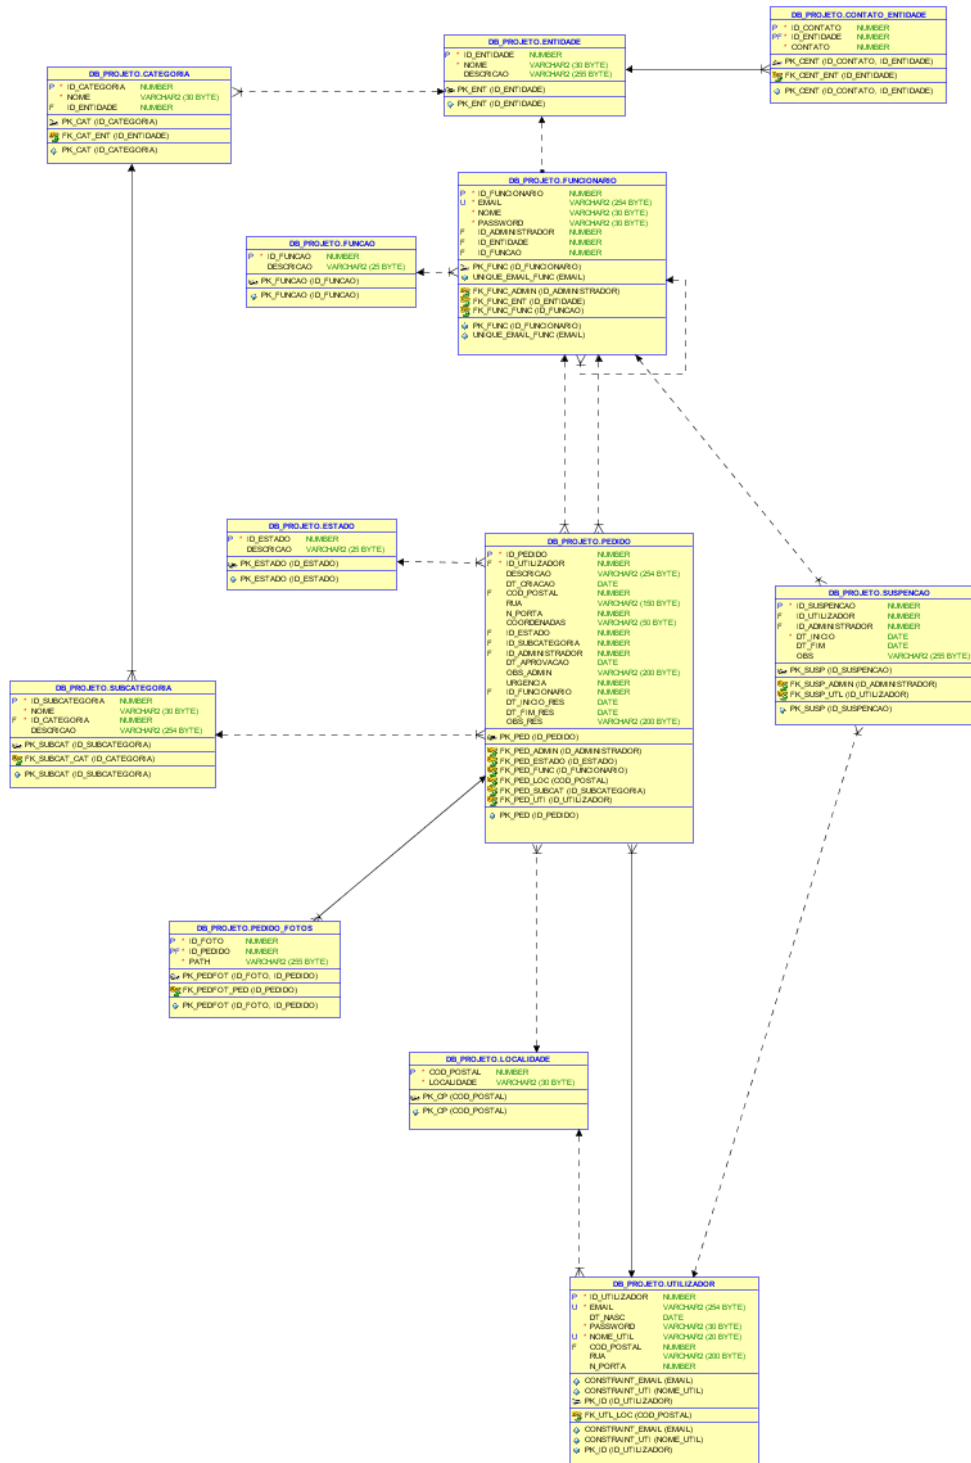 DB_PROJETO.CONTATO_ENTIDADE
P * ID_CONTATO NUMBER
PF * ID_ENTIDADE NUMBER
* CONTATO NUMBER
PK_CENT (ID_CONTATO, ID_ENTIDADE)
FK_CENT_ENT (ID_ENTIDADE)
PK_CENT (ID_CONTATO, ID_ENTIDADE)
DB_PROJETO.ENTIDADE
P * ID_ENTIDADE NUMBER
* NOME VARCHAR2 (30 BYTE)
DESCRICAO VARCHAR2 (255 BYTE)
PK_ENT (ID_ENTIDADE)
PK_ENT (ID_ENTIDADE)
DB_PROJETO.CATEGORIA
P * ID_CATEGORIA NUMBER
* NOME VARCHAR2 (30 BYTE)
F ID_ENTIDADE NUMBER
PK_CAT (ID_CATEGORIA)
FK_CAT_ENT (ID_ENTIDADE)
PK_CAT (ID_CATEGORIA)
DB_PROJETO.FUNCIONARIO
P * ID_FUNCIONARIO NUMBER
U * EMAIL VARCHAR2 (254 BYTE)
* NOME VARCHAR2 (30 BYTE)
* PASSWORD VARCHAR2 (30 BYTE)
F ID_ADMINISTRADOR NUMBER
F ID_ENTIDADE NUMBER
F ID_FUNCAO NUMBER
PK_FUNC (ID_FUNCIONARIO)
UNIQUE_EMAIL_FUNC (EMAIL)
FK_FUNC_ADMIN (ID_ADMINISTRADOR)
FK_FUNC_ENT (ID_ENTIDADE)
FK_FUNC_FUNC (ID_FUNCAO)
PK_FUNC (ID_FUNCIONARIO)
UNIQUE_EMAIL_FUNC (EMAIL)
DB_PROJETO.FUNCAO
P * ID_FUNCAO NUMBER
DESCRICAO VARCHAR2 (25 BYTE)
PK_FUNCAO (ID_FUNCAO)
PK_FUNCAO (ID_FUNCAO)
DB_PROJETO.ESTADO
P * ID_ESTADO NUMBER
DESCRICAO VARCHAR2 (25 BYTE)
PK_ESTADO (ID_ESTADO)
PK_ESTADO (ID_ESTADO)
DB_PROJETO.PEDIDO
P * ID_PEDIDO NUMBER
F * ID_UTILIZADOR NUMBER
DESCRICAO VARCHAR2 (254 BYTE)
DT_CRIACAO DATE
F COD_POSTAL NUMBER
RUA VARCHAR2 (150 BYTE)
N_PORTA NUMBER
COORDENADAS VARCHAR2 (50 BYTE)
F ID_ESTADO NUMBER
F ID_SUBCATEGORIA NUMBER
F ID_ADMINISTRADOR NUMBER
DT_APROVACAO DATE
OBS_ADMIN VARCHAR2 (200 BYTE)
URGENCIA NUMBER
F ID_FUNCIONARIO NUMBER
DT_INICIO_RES DATE
DT_FIM_RES DATE
OBS_RES VARCHAR2 (200 BYTE)
PK_PED (ID_PEDIDO)
FK_PED_ADMIN (ID_ADMINISTRADOR)
FK_PED_ESTADO (ID_ESTADO)
FK_PED_FUNC (ID_FUNCIONARIO)
FK_PED_LOC (COD_POSTAL)
FK_PED_SUBCAT (ID_SUBCATEGORIA)
FK_PED_UTI (ID_UTILIZADOR)
PK_PED (ID_PEDIDO)
DB_PROJETO.SUSPENCAO
P * ID_SUSPENCAO NUMBER
F ID_UTILIZADOR NUMBER
F ID_ADMINISTRADOR NUMBER
* DT_INICIO DATE
DT_FIM DATE
OBS VARCHAR2 (255 BYTE)
PK_SUSP (ID_SUSPENCAO)
FK_SUSP_ADMIN (ID_ADMINISTRADOR)
FK_SUSP_UTL (ID_UTILIZADOR)
PK_SUSP (ID_SUSPENCAO)
DB_PROJETO.SUBCATEGORIA
P * ID_SUBCATEGORIA NUMBER
* NOME VARCHAR2 (30 BYTE)
F * ID_CATEGORIA NUMBER
DESCRICAO VARCHAR2 (254 BYTE)
PK_SUBCAT (ID_SUBCATEGORIA)
FK_SUBCAT_CAT (ID_CATEGORIA)
PK_SUBCAT (ID_SUBCATEGORIA)
DB_PROJETO.PEDIDO_FOTOS
P * ID_FOTO NUMBER
PF * ID_PEDIDO NUMBER
* PATH VARCHAR2 (255 BYTE)
PK_PEDFOT (ID_FOTO, ID_PEDIDO)
FK_PEDFOT_PED (ID_PEDIDO)
PK_PEDFOT (ID_FOTO, ID_PEDIDO)
DB_PROJETO.LOCALIDADE
P * COD_POSTAL NUMBER
* LOCALIDADE VARCHAR2 (30 BYTE)
PK_CP (COD_POSTAL)
PK_CP (COD_POSTAL)
DB_PROJETO.UTILIZADOR
P * ID_UTILIZADOR NUMBER
U * EMAIL VARCHAR2 (254 BYTE)
DT_NASC DATE
* PASSWORD VARCHAR2 (30 BYTE)
U * NOME_UTIL VARCHAR2 (20 BYTE)
F COD_POSTAL NUMBER
RUA VARCHAR2 (200 BYTE)
N_PORTA NUMBER
CONSTRAINT_EMAIL (EMAIL)
CONSTRAINT_UTI (NOME_UTIL)
PK_ID (ID_UTILIZADOR)
FK_UTL_LOC (COD_POSTAL)
CONSTRAINT_EMAIL (EMAIL)
CONSTRAINT_UTI (NOME_UTIL)
PK_ID (ID_UTILIZADOR)